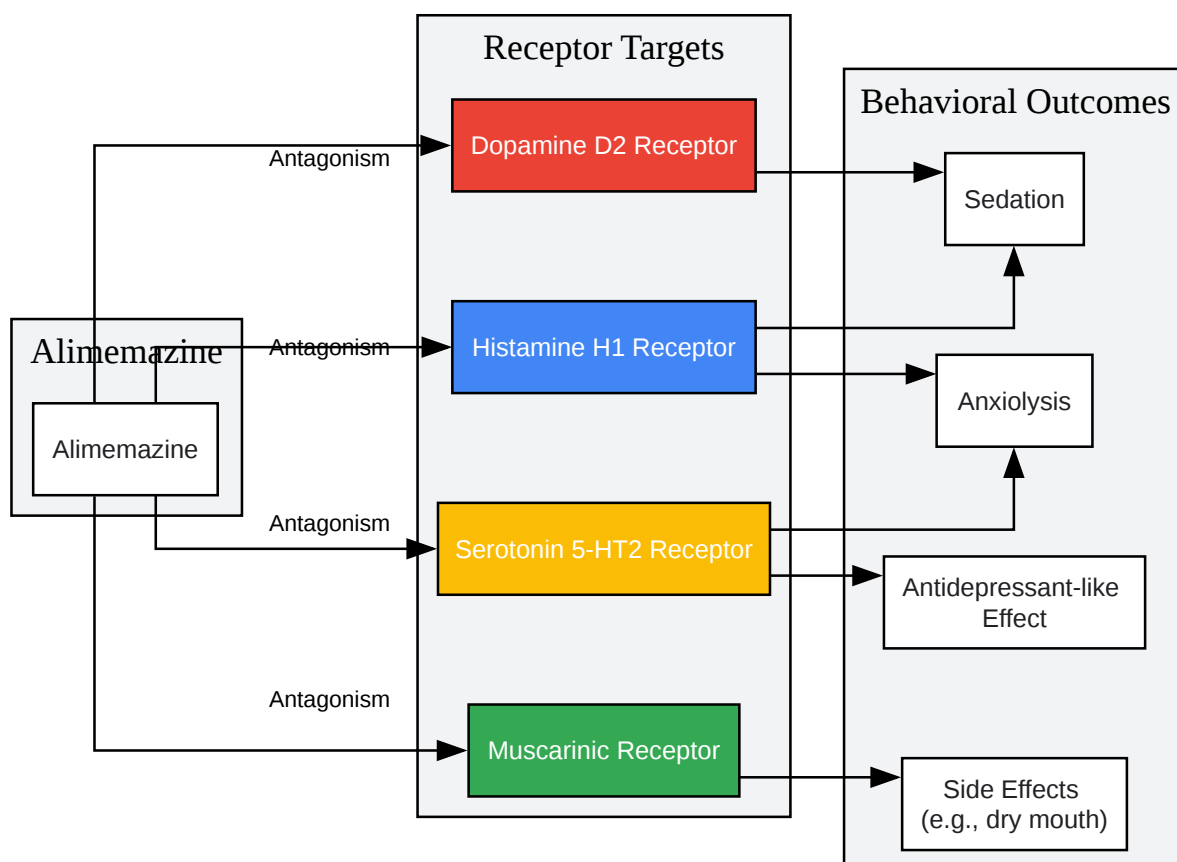 Receptor Targets
Behavioral Outcomes
Dopamine D2 Receptor
Antagonism
Sedation
Alimemazine
Antagonism
Histamine H1 Receptor
Anxiolysis
Alimemazine
Antagonism
Serotonin 5-HT2 Receptor
Antidepressant-like
Effect
Antagonism
Muscarinic Receptor
Side Effects
(e.g., dry mouth)